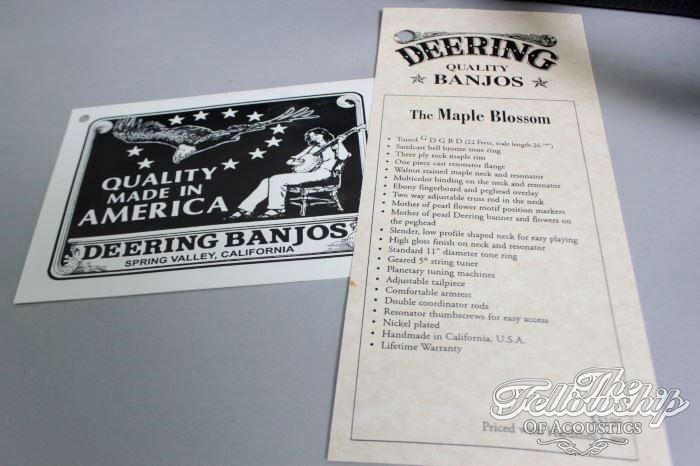 QUALITY
MADE IN
AMERICA
DEERING BANJOS
SPRING VALLEY, CALIFORNIA
DEERING
QUALITY
BANJOS
The Maple Blossom
• Tuned G D G B D (22 Frets, scale length 26
• Sandcast bell bronze tone ring
• Three ply rock maple rim
• One piece cast resonator flange
• Walnut stained maple neck and resonator
• Multicolor binding on the neck and resonator
• Ebony fingerboard and peghead overlay
• Two way adjustable truss rod in the neck
• Mother of pearl flower motif position markers
• Mother of pearl Deering banner and flowers on
the peghead
• Slender, low profile shaped neck for easy playing
• High gloss finish on neck and resonator
• Standard 11" diameter tone ring
• Geared 5th string tuner
• Planetary tuning machines
• Adjustable tailpiece
• Comfortable armrest
• Double coordinator rods
• Resonator thumbscrews for easy access
• Nickel plated
• Handmade in California, U.S.A.
• Lifetime Warranty
Priced
The
Fellowship
OF ACOUSTICS